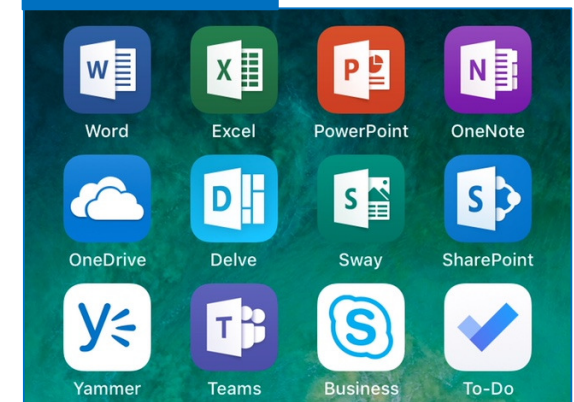 Word Excel PowerPoint OneNote
OneDrive Delve Sway SharePoint
Yammer Teams Business To-Do